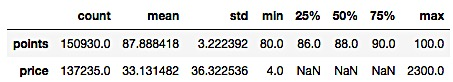 count mean std min 25% 50% 75% max
points 150930.0 87.888418 3.222392 80.0 86.0 88.0 90.0 100.0
price 137235.0 33.131482 36.322536 4.0 NaN NaN NaN 2300.0